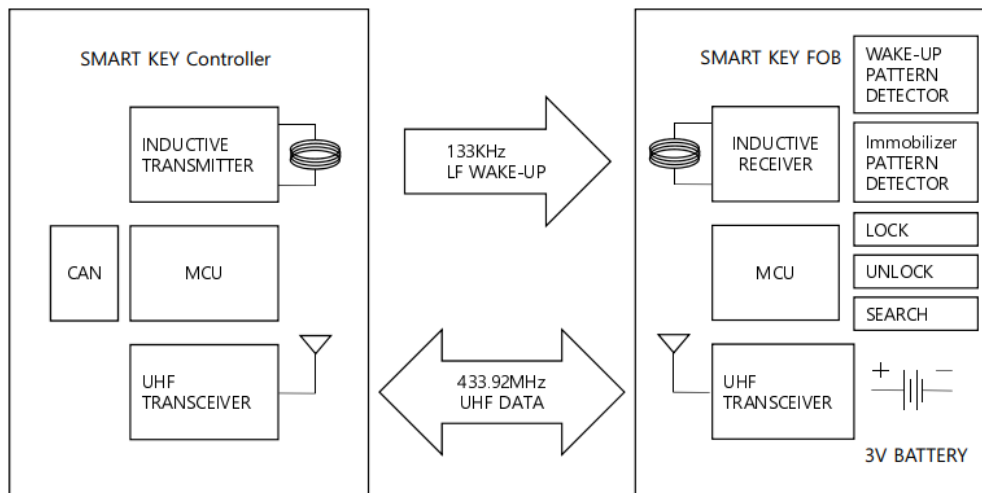 SMART KEY Controller
INDUCTIVE
TRANSMITTER
CAN
MCU
UHF
TRANSCEIVER
133KHz
LF WAKE-UP
433.92MHz
UHF DATA
SMART KEY FOB
WAKE-UP
PATTERN
DETECTOR
INDUCTIVE
RECEIVER
Immobilizer
PATTERN
DETECTOR
MCU
LOCK
UNLOCK
SEARCH
UHF
TRANSCEIVER
+ −
3V BATTERY